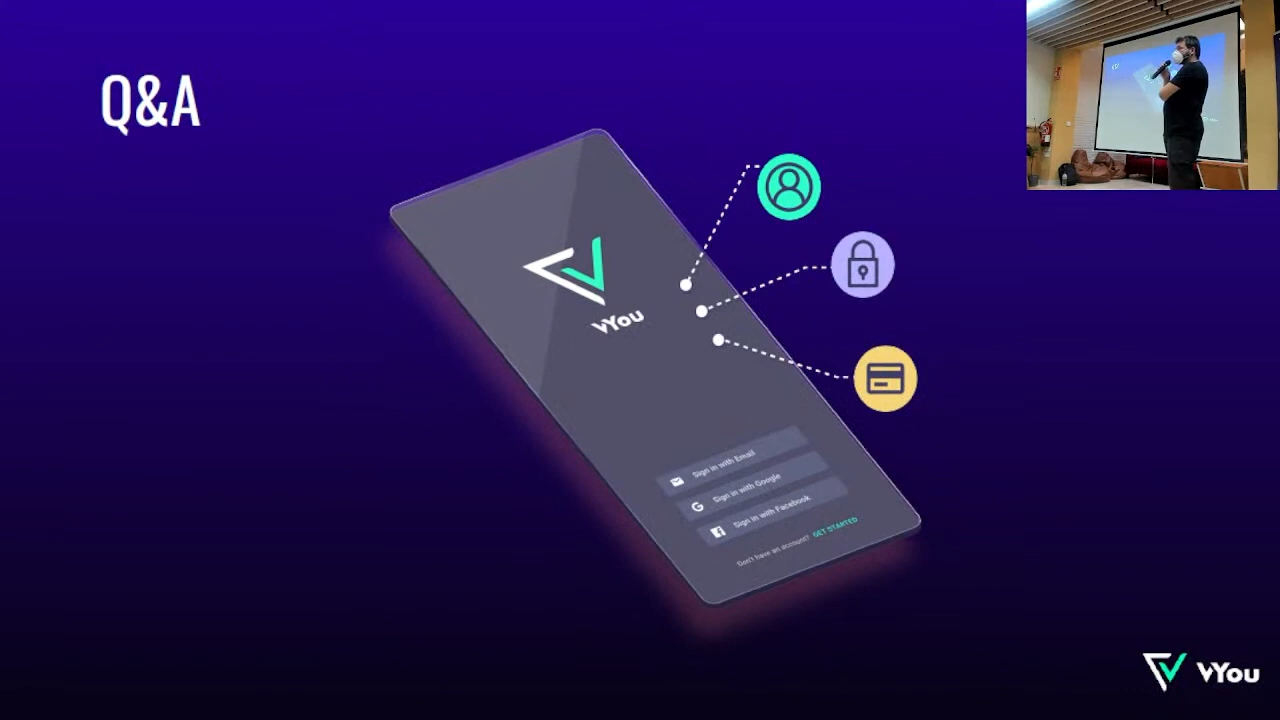 Q&A
vYou
Sign in with Email
G Sign in with Google
Sign in with Facebook
Don't have an account? GET STARTED
vYou